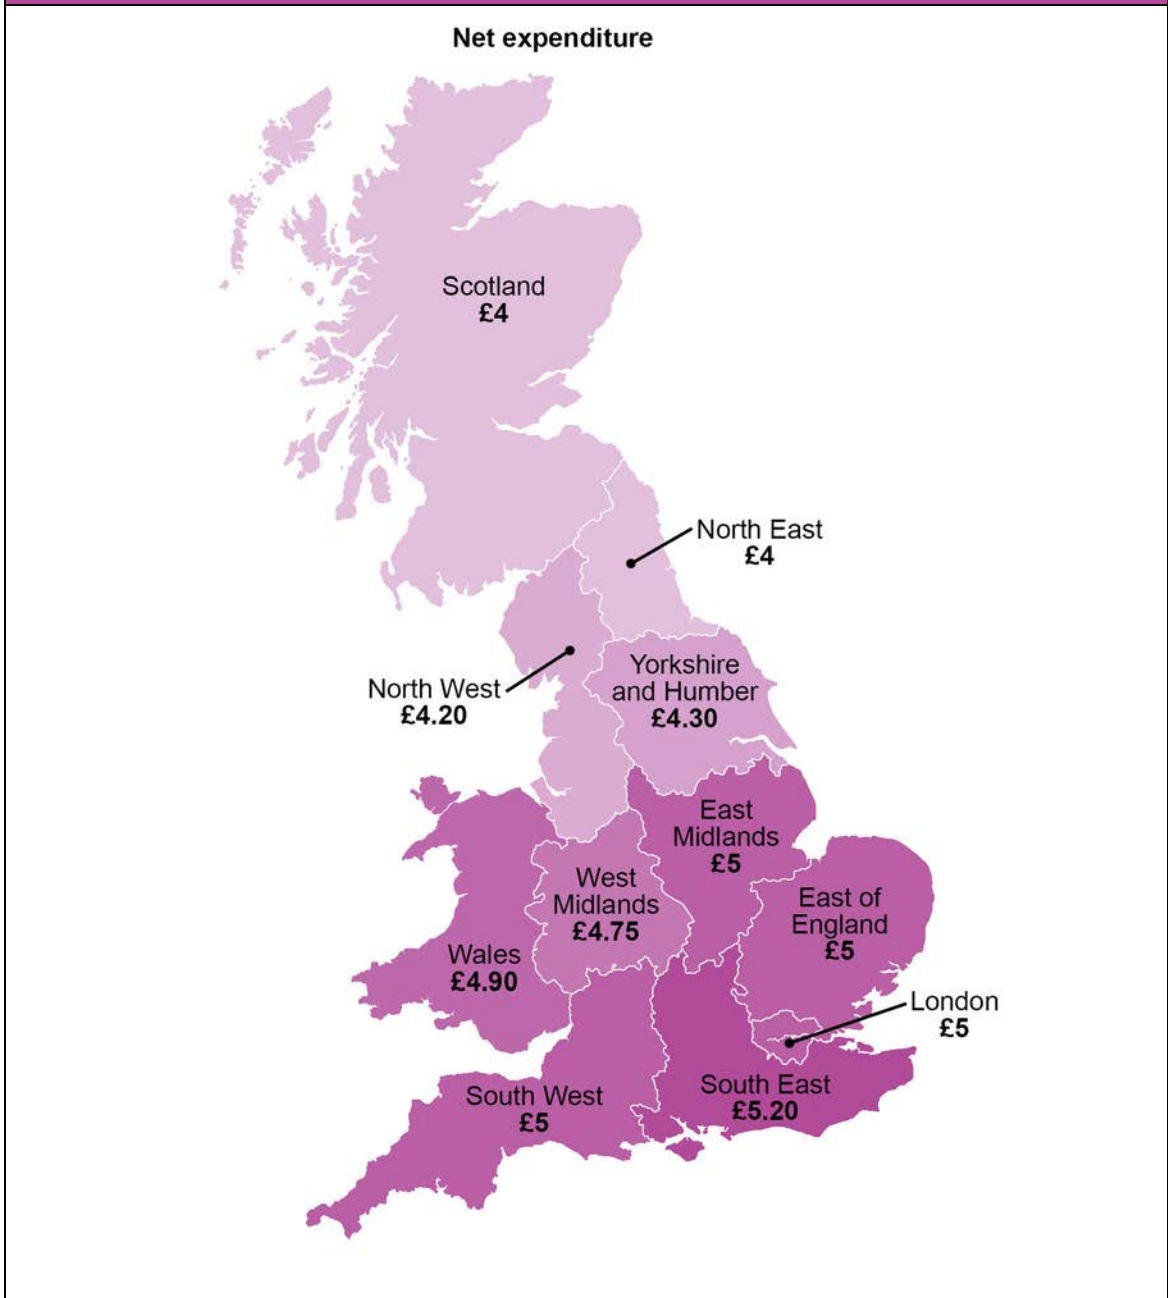 Net expenditure
Scotland
£4
North East
£4
Yorkshire
and Humber
£4.30
North West
£4.20
East
Midlands
£5
West
Midlands
£4.75
East of
England
£5
Wales
£4.90
London
£5
South East
£5.20
South West
£5